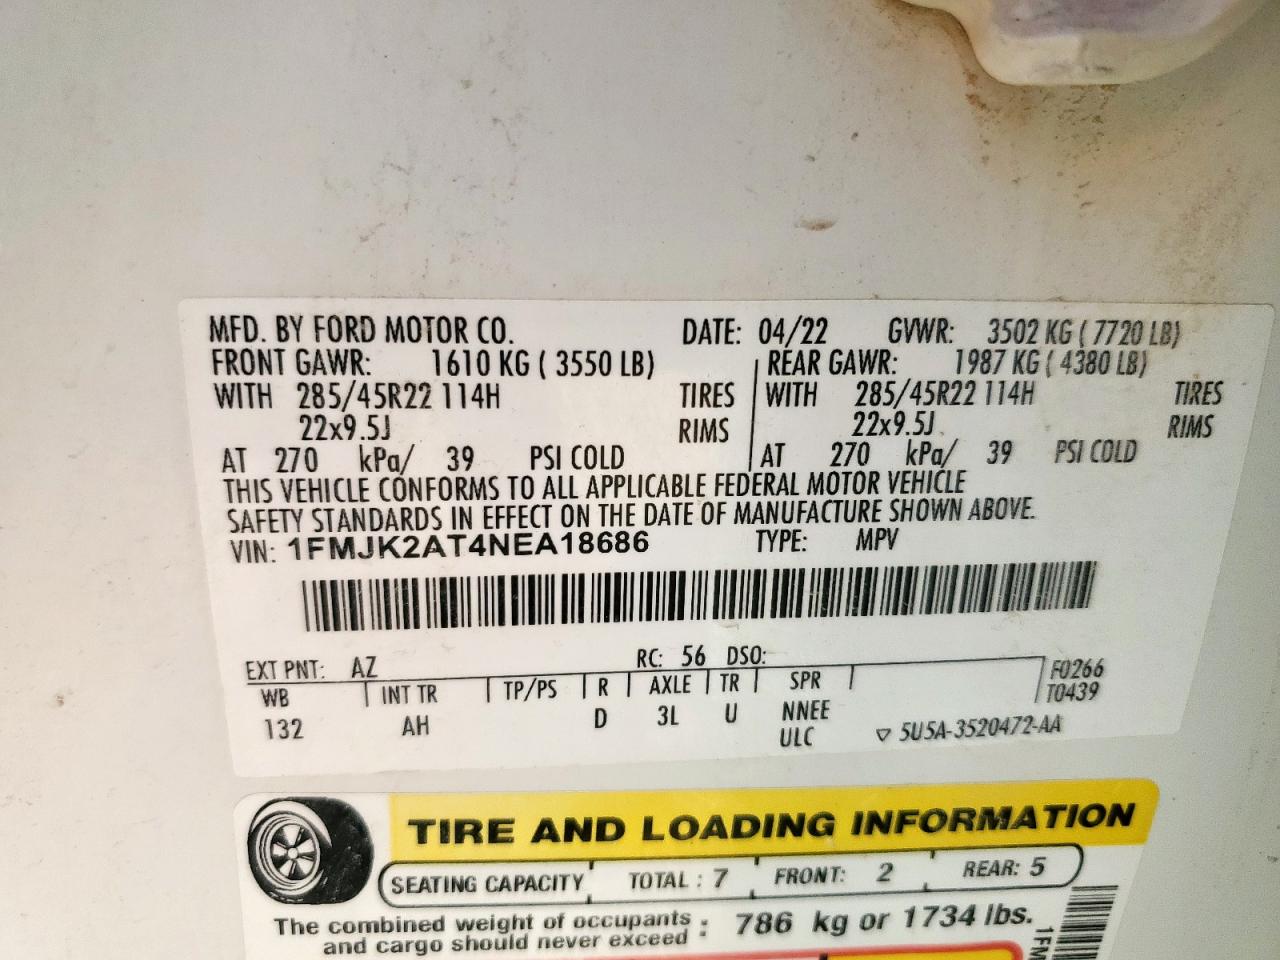 MFD. BY FORD MOTOR CO. DATE: 04/22 GVWR: 3502 KG ( 7720 LB)
FRONT GAWR: 1610 KG ( 3550 LB) REAR GAWR: 1987 KG ( 4380 LB)
WITH 285/45R22 114H TIRES WITH 285/45R22 114H TIRES
22x9.5J RIMS 22x9.5J RIMS
AT 270 kPa/ 39 PSI COLD AT 270 kPa/ 39 PSI COLD
THIS VEHICLE CONFORMS TO ALL APPLICABLE FEDERAL MOTOR VEHICLE
SAFETY STANDARDS IN EFFECT ON THE DATE OF MANUFACTURE SHOWN ABOVE.
VIN: 1FMJK2AT4NEA18686 TYPE: MPV
EXT PNT: AZ RC: 56 DSO: F0266
WB INT TR TP/PS R AXLE TR SPR T0439
132 AH D 3L U NNEE
ULC ▽ 5U5A-3520472-AA
TIRE AND LOADING INFORMATION
SEATING CAPACITY TOTAL : 7 FRONT: 2 REAR: 5
The combined weight of occupants
and cargo should never exceed : 786 kg or 1734 lbs.
1FM